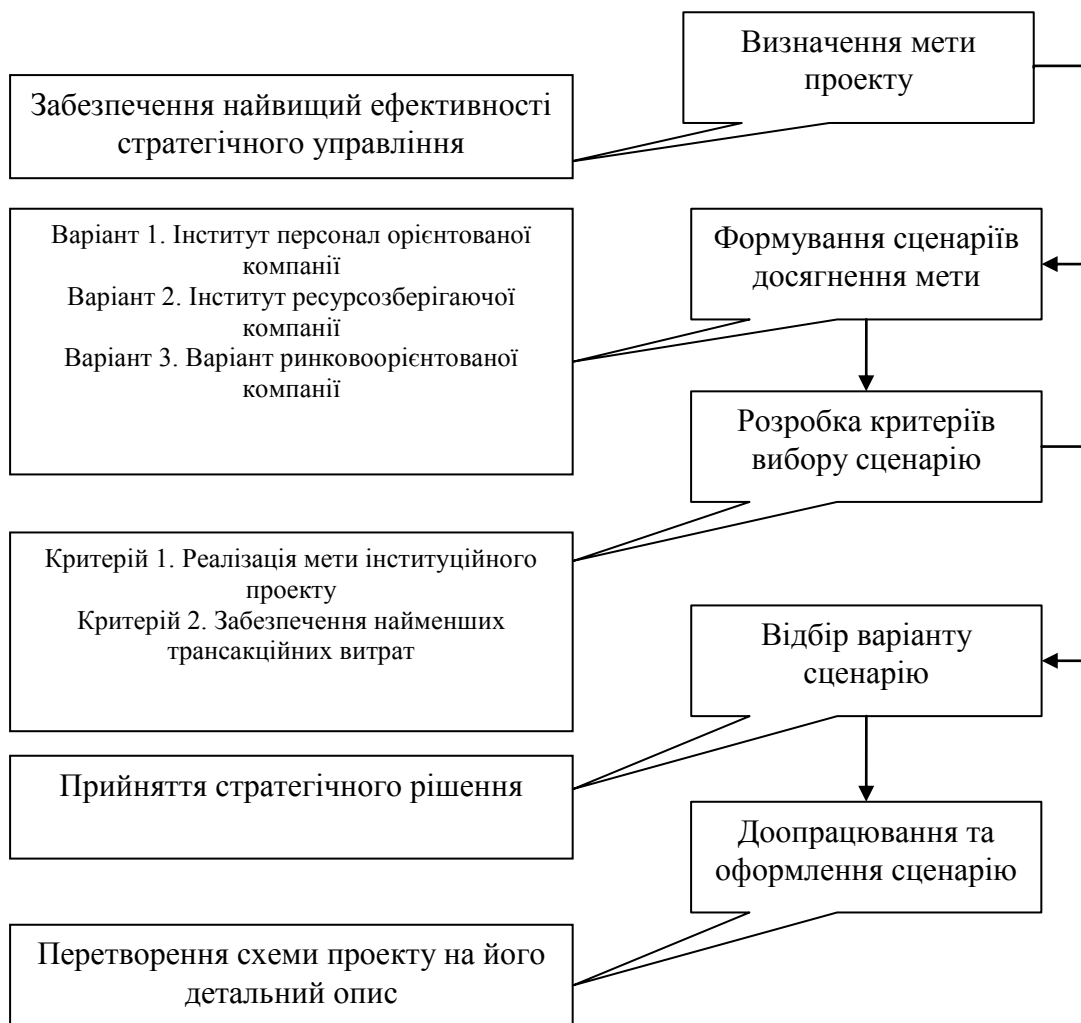 Визначення мети
проекту
Забезпечення найвищий ефективності
стратегічного управління
Формування сценаріїв
досягнення мети
Варіант 1. Інститут персонал орієнтованої
компанії
Варіант 2. Інститут ресурсозберігаючої
компанії
Варіант 3. Варіант ринковоорієнтованої
компанії
Розробка критеріїв
вибору сценарію
Критерій 1. Реалізація мети інституційного
проекту
Критерій 2. Забезпечення найменших
трансакційних витрат
Відбір варіанту
сценарію
Прийняття стратегічного рішення
Доопрацювання та
оформлення сценарію
Перетворення схеми проекту на його
детальний опис